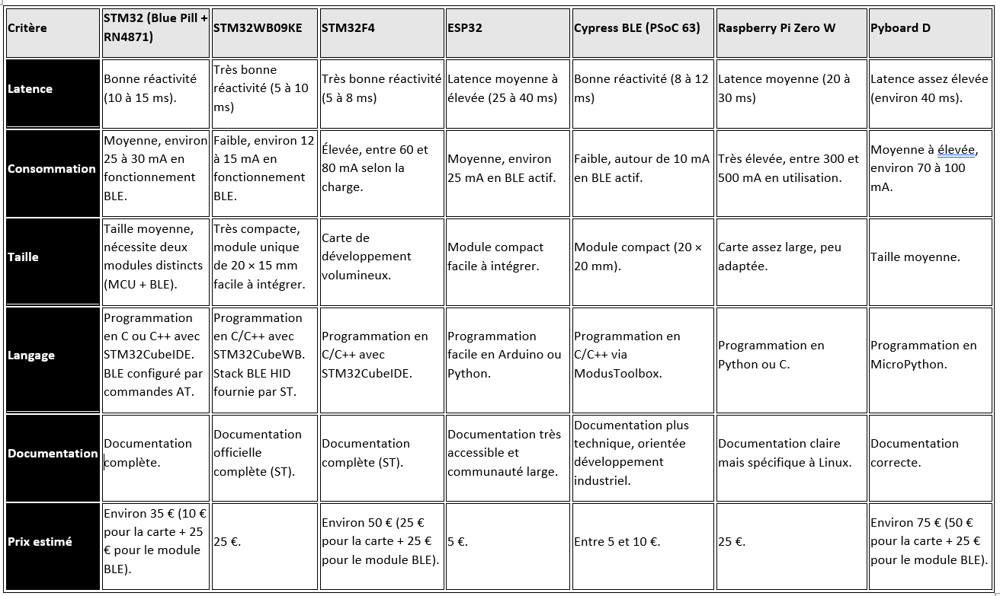 Critère
STM32 (Blue Pill +
RN4871)
STM32WB09KE
STM32F4
ESP32
Cypress BLE (PSoC 63)
Raspberry Pi Zero W
Pyboard D
Latence
Bonne réactivité
(10 à 15 ms).
Très bonne
réactivité (5 à 10
ms)
Très bonne réactivité
(5 à 8 ms)
Latence moyenne à
élevée (25 à 40 ms)
Bonne réactivité (8 à 12
ms)
Latence moyenne (20 à
30 ms)
Latence assez élevée
(environ 40 ms).
Consommation
Moyenne, environ
25 à 30 mA en
fonctionnement
BLE.
Faible, environ 12
à 15 mA en
fonctionnement
BLE.
Élevée, entre 60 et
80 mA selon la
charge.
Moyenne, environ
25 mA en BLE actif.
Faible, autour de 10 mA
en BLE actif.
Très élevée, entre 300 et
500 mA en utilisation.
Moyenne à élevée,
environ 70 à 100
mA.
Taille
Taille moyenne,
nécessite deux
modules distincts
(MCU + BLE).
Très compacte,
module unique
de 20 × 15 mm
facile à intégrer.
Carte de
développement
volumineux.
Module compact
facile à intégrer.
Module compact (20 ×
20 mm).
Carte assez large, peu
adaptée.
Taille moyenne.
Langage
Programmation
en C ou C++ avec
STM32CubeIDE.
BLE configuré par
commandes AT.
Programmation
en C/C++ avec
STM32CubeWB.
Stack BLE HID
fournie par ST.
Programmation en
C/C++ avec
STM32CubeIDE.
Programmation
facile en Arduino ou
Python.
Programmation en
C/C++ via
ModusToolbox.
Programmation en
Python ou C.
Programmation en
MicroPython.
Documentation
Documentation
complète.
Documentation
officielle
complète (ST).
Documentation
complète (ST).
Documentation très
accessible et
communauté large.
Documentation plus
technique, orientée
développement
industriel.
Documentation claire
mais spécifique à Linux.
Documentation
correcte.
Prix estimé
Environ 35 € (10 €
pour la carte + 25
€ pour le module
BLE).
25 €.
Environ 50 € (25 €
pour la carte + 25 €
pour le module BLE).
5 €.
Entre 5 et 10 €.
25 €.
Environ 75 € (50 €
pour la carte + 25 €
pour le module BLE).